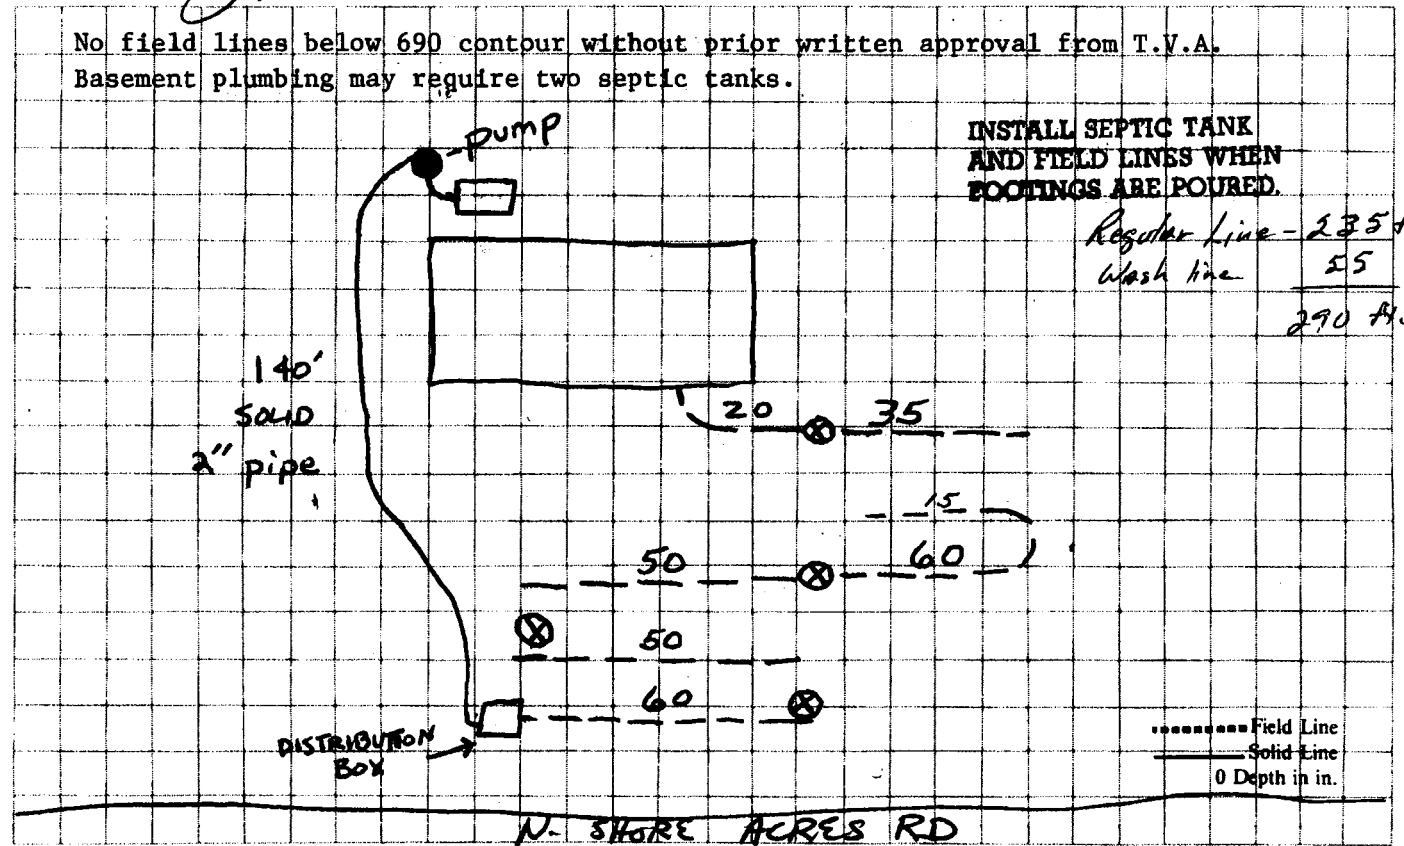 No field lines below 690 contour without prior written approval from T.V.A.
Basement plumbing may require two septic tanks.
pump
INSTALL SEPTIC TANK
AND FIELD LINES WHEN
FOOTINGS ARE POURED.
Regular Line - 235
Wash line 55
290 ft.
140'
SOLID
2" pipe
20
35
15
50
60
50
60
DISTRIBUTION
BOX
Field Line
Solid Line
0 Depth in in.
N. SHORE ACRES RD